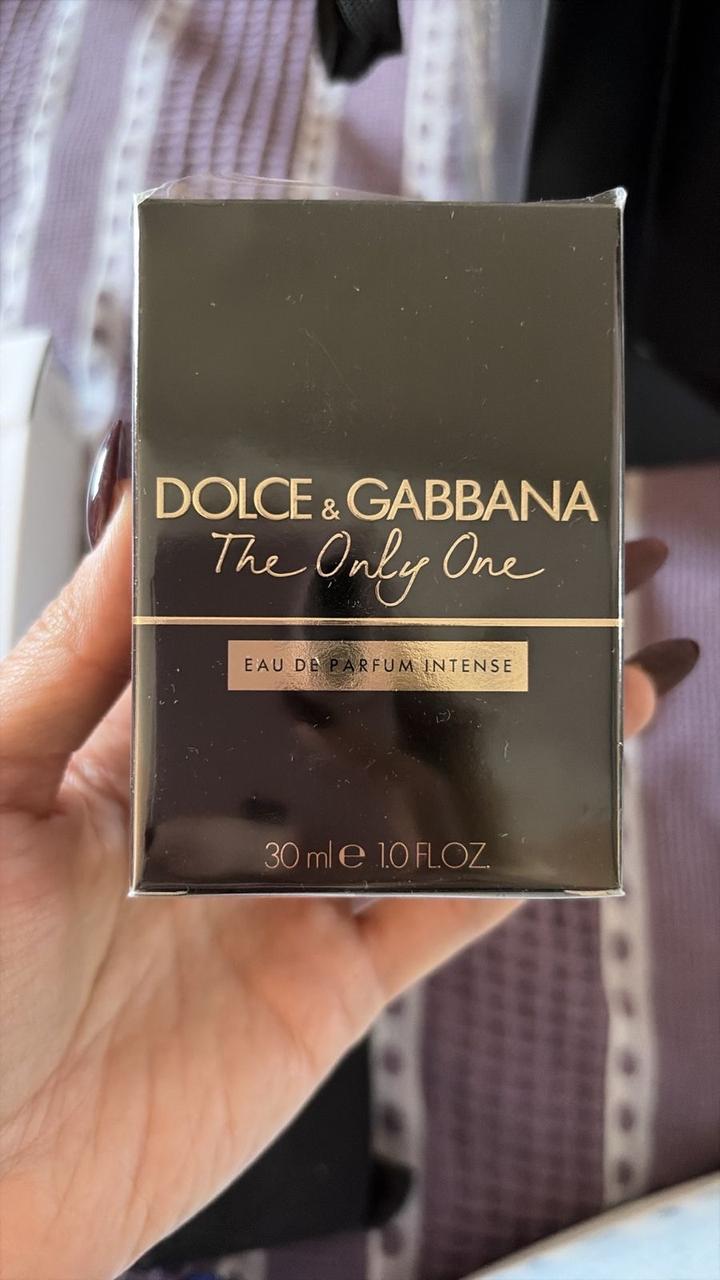 DOLCE & GABBANA
The Only One
EAU DE PARFUM INTENSE
30 ml e 1.0 FL.OZ.